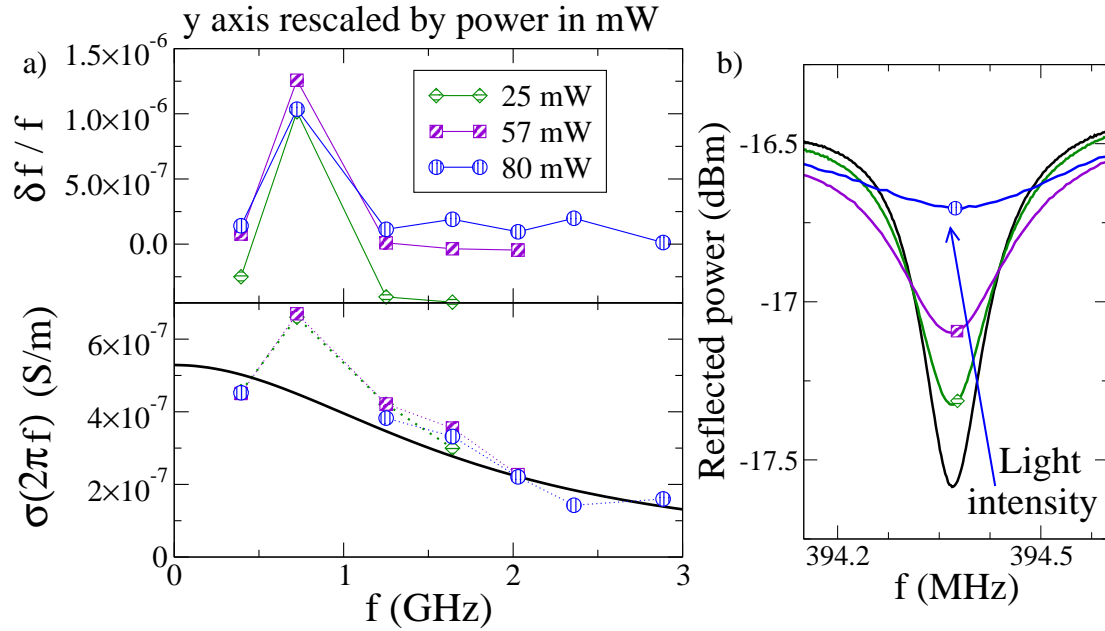 y axis rescaled by power in mW
a)
δf / f
1.5×10⁻⁶
1.0×10⁻⁶
5.0×10⁻⁷
0.0
25 mW
57 mW
80 mW
σ(2πf) (S/m)
6×10⁻⁷
4×10⁻⁷
2×10⁻⁷
0
0
1
2
3
f (GHz)
b)
Reflected power (dBm)
-16.5
-17
-17.5
Light
intensity
394.2
394.5
f (MHz)